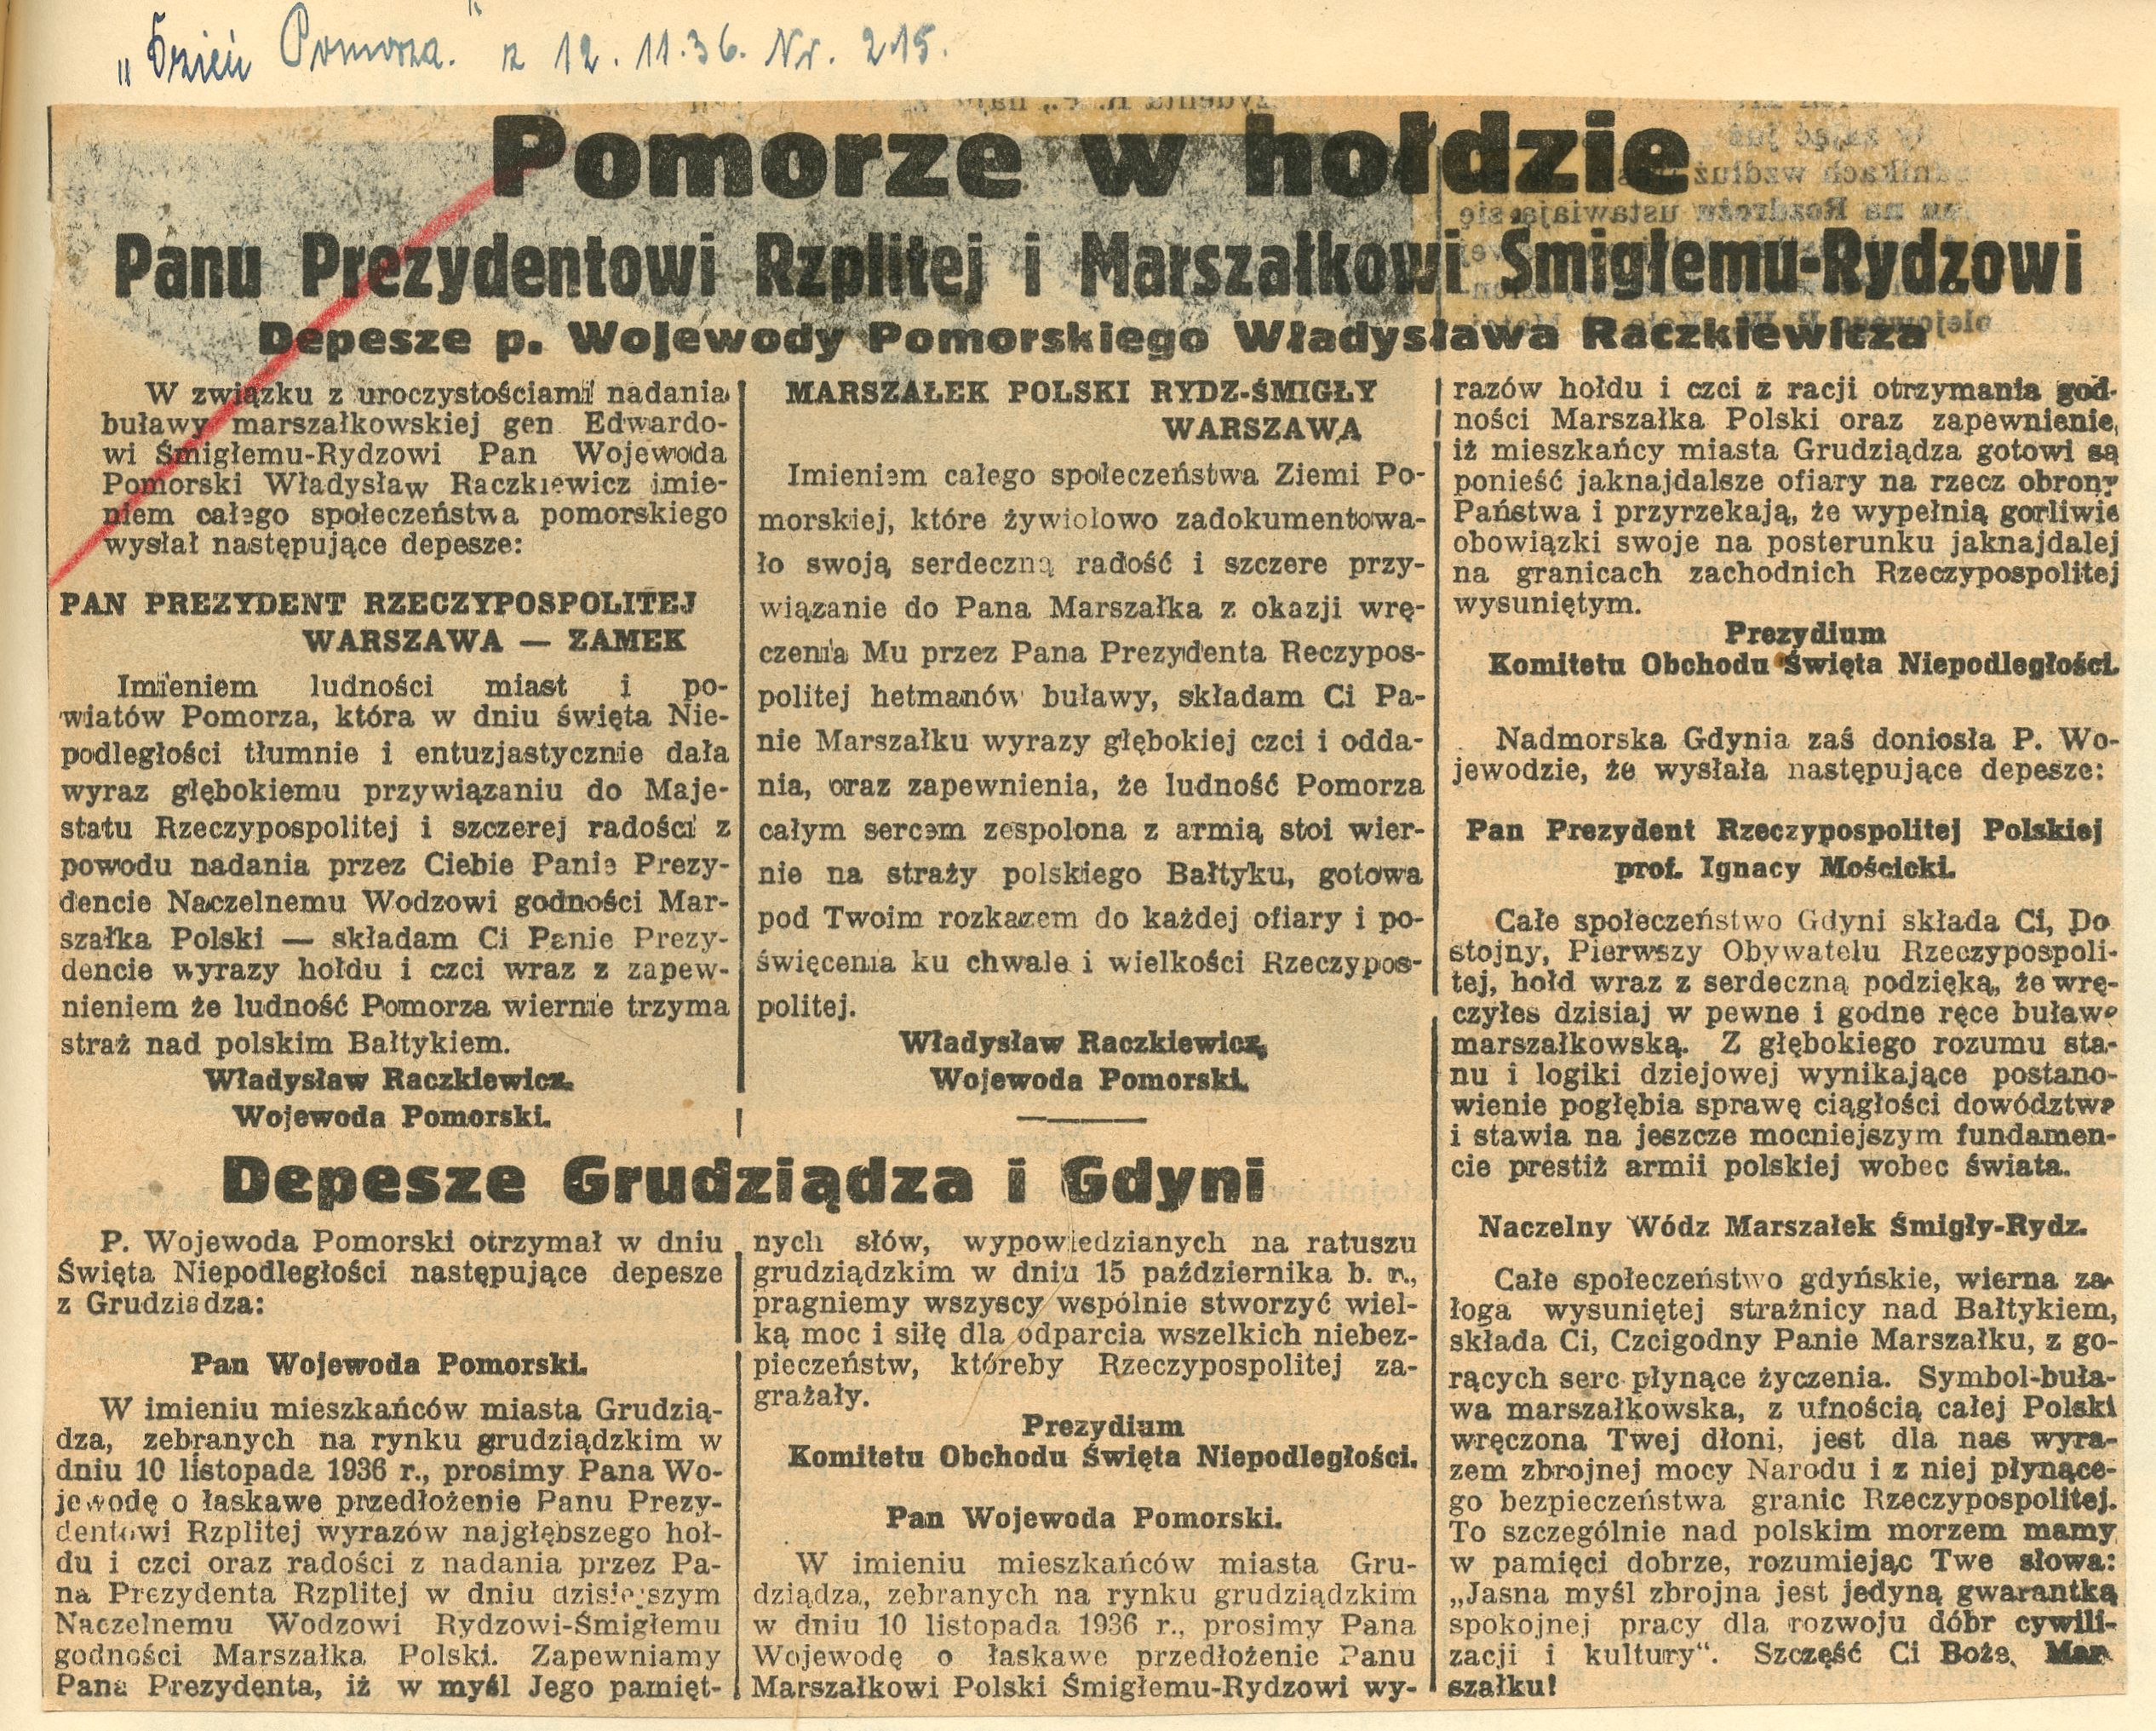 „Dzień Pomorza." z 12.11.36. Nr. 215.
Pomorze w hołdzie
Panu Prezydentowi Rzplitej i Marszałkowi Śmigłemu-Rydzowi
Depesze p. Wojewody Pomorskiego Władysława Raczkiewicza
W związku z uroczystościami nadania
buławy marszałkowskiej gen Edwardo-
wi Śmigłemu-Rydzowi Pan Wojewoda
Pomorski Władysław Raczkiewicz imie-
niem całego społeczeństwa pomorskiego
wysłał następujące depesze:
PAN PREZYDENT RZECZYPOSPOLITEJ
WARSZAWA — ZAMEK
Imieniem ludności miast i po-
wiatów Pomorza, która w dniu święta Nie-
podległości tłumnie i entuzjastycznie dała
wyraz głębokiemu przywiązaniu do Maje-
statu Rzeczypospolitej i szczerej radości z
powodu nadania przez Ciebie Panie Prezy-
dencie Naczelnemu Wodzowi godności Mar-
szałka Polski — składam Ci Panie Prezy-
dencie wyrazy hołdu i czci wraz z zapew-
nieniem że ludność Pomorza wiernie trzyma
straż nad polskim Bałtykiem.
Władysław Raczkiewicz.
Wojewoda Pomorski.
MARSZAŁEK POLSKI RYDZ-ŚMIGŁY
WARSZAWA
Imieniem całego społeczeństwa Ziemi Po-
morskiej, które żywiolowo zadokumentowa-
ło swoją serdeczną radość i szczere przy-
wiązanie do Pana Marszałka z okazji wrę-
czenia Mu przez Pana Prezydenta Reczypos-
politej hetmanów buławy, składam Ci Pa-
nie Marszałku wyrazy głębokiej czci i odda-
nia, oraz zapewnienia, że ludność Pomorza
całym sercem zespolona z armią stoi wier-
nie na straży polskiego Bałtyku, gotowa
pod Twoim rozkazem do każdej ofiary i po-
święcenia ku chwale i wielkości Rzeczypos-
politej.
Władysław Raczkiewicz,
Wojewoda Pomorski.
Depesze Grudziądza i Gdyni
P. Wojewoda Pomorski otrzymał w dniu
Święta Niepodległości następujące depesze
z Grudziądza:
Pan Wojewoda Pomorski.
W imieniu mieszkańców miasta Grudzią-
dza, zebranych na rynku grudziądzkim w
dniu 10 listopada 1936 r., prosimy Pana Wo-
jewodę o łaskawe przedłożenie Panu Prezy-
dentowi Rzplitej wyrazów najgłębszego hoł-
du i czci oraz radości z nadania przez Pa-
na Prezydenta Rzplitej w dniu dzisiejszym
Naczelnemu Wodzowi Rydzowi-Śmigłemu
godności Marszałka Polski. Zapewniamy
Pana Prezydenta, iż w myśl Jego pamięt-
nych słów, wypowiedzianych na ratuszu
grudziądzkim w dniu 15 października b. r.,
pragniemy wszyscy wspólnie stworzyć wiel-
ką moc i siłę dla odparcia wszelkich niebez-
pieczeństw, któreby Rzeczypospolitej za-
grażały.
Prezydium
Komitetu Obchodu Święta Niepodległości.
Pan Wojewoda Pomorski.
W imieniu mieszkańców miasta Gru-
dziądza, zebranych na rynku grudziądzkim
w dniu 10 listopada 1936 r., prosimy Pana
Wojewodę o łaskawe przedłożenie Panu
Marszałkowi Polski Śmigłemu-Rydzowi wy-
razów hołdu i czci z racji otrzymania god-
ności Marszałka Polski oraz zapewnienie,
iż mieszkańcy miasta Grudziądza gotowi są
ponieść jaknajdalsze ofiary na rzecz obrony
Państwa i przyrzekają, że wypełnią gorliwie
obowiązki swoje na posterunku jaknajdalej
na granicach zachodnich Rzeczypospolitej
wysuniętym.
Prezydium
Komitetu Obchodu Święta Niepodległości.
Nadmorska Gdynia zaś doniosła P. Wo-
jewodzie, że wysłała następujące depesze:
Pan Prezydent Rzeczypospolitej Polskiej
prof. Ignacy Mościcki.
Całe społeczeństwo Gdyni składa Ci, Do
stojny, Pierwszy Obywatelu Rzeczypospoli-
tej, hołd wraz z serdeczną podzięką, że wrę-
czyłes dzisiaj w pewne i godne ręce buławę
marszałkowską. Z głębokiego rozumu sta-
nu i logiki dziejowej wynikające postano-
wienie pogłębia sprawę ciągłości dowództwa
i stawia na jeszcze mocniejszym fundamen-
cie prestiż armii polskiej wobec świata.
Naczelny Wódz Marszałek Śmigły-Rydz.
Całe społeczeństwo gdyńskie, wierna za-
łoga wysuniętej strażnicy nad Bałtykiem,
składa Ci, Czcigodny Panie Marszałku, z go-
rących serc płynące życzenia. Symbol-buła-
wa marszałkowska, z ufnością całej Polski
wręczona Twej dłoni, jest dla nas wyra-
zem zbrojnej mocy Narodu i z niej płynące-
go bezpieczeństwa granic Rzeczypospolitej.
To szczególnie nad polskim morzem mamy
w pamięci dobrze, rozumiejąc Twe słowa:
„Jasna myśl zbrojna jest jedyną gwarantką
spokojnej pracy dla rozwoju dóbr cywili-
zacji i kultury“. Szczęść Ci Boże, Mar-
szałku!